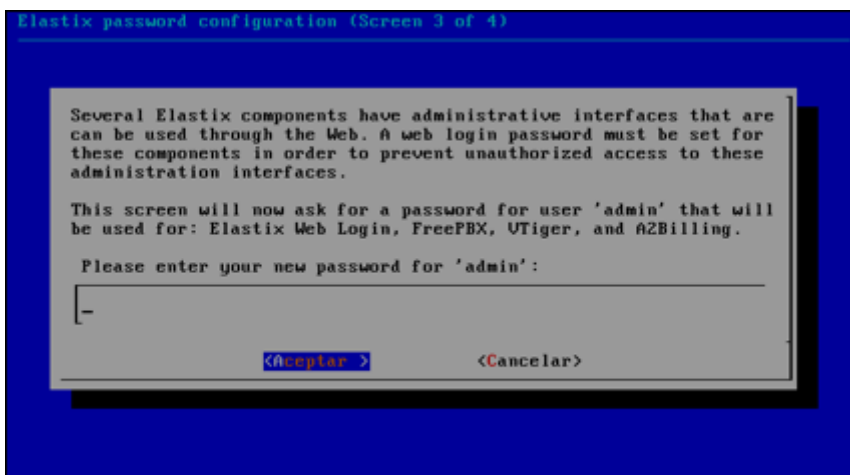 Elastix password configuration (Screen 3 of 4)
Several Elastix components have administrative interfaces that are
can be used through the Web. A web login password must be set for
these components in order to prevent unauthorized access to these
administration interfaces.
This screen will now ask for a password for user 'admin' that will
be used for: Elastix Web Login, FreePBX, VTiger, and A2Billing.
Please enter your new password for 'admin':
_
<Aceptar > <Cancelar>